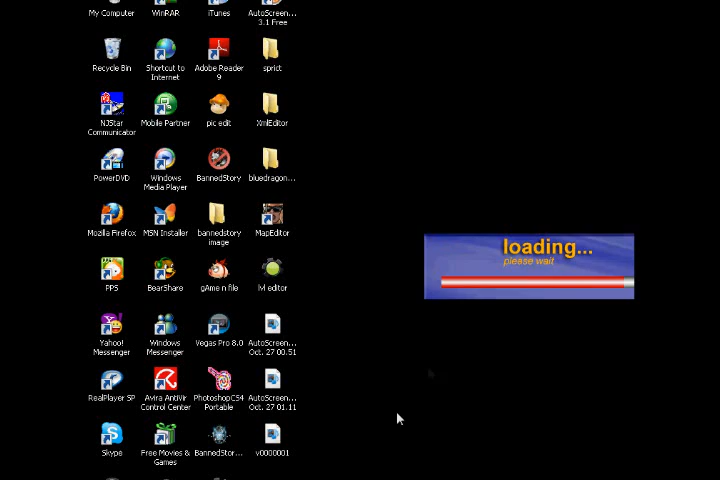 My Computer
WinRAR
iTunes
AutoScreen...
3.1 Free
Recycle Bin
Shortcut to
Internet
Adobe Reader
9
sprict
NJStar
Communicator
Mobile Partner
pic edit
XmlEditor
PowerDVD
Windows
Media Player
BannedStory
bluedragon...
Mozilla Firefox
MSN Installer
bannedstory
image
MapEditor
PPS
BearShare
gAme n file
lvl editor
Yahoo!
Messenger
Windows
Messenger
Vegas Pro 8.0
AutoScreen...
Oct. 27 00.51
RealPlayer SP
Avira AntiVir
Control Center
PhotoshopCS4
Portable
AutoScreen...
Oct. 27 01.11
Skype
Free Movies &
Games
BannedStor...
v0000001
loading...
please wait